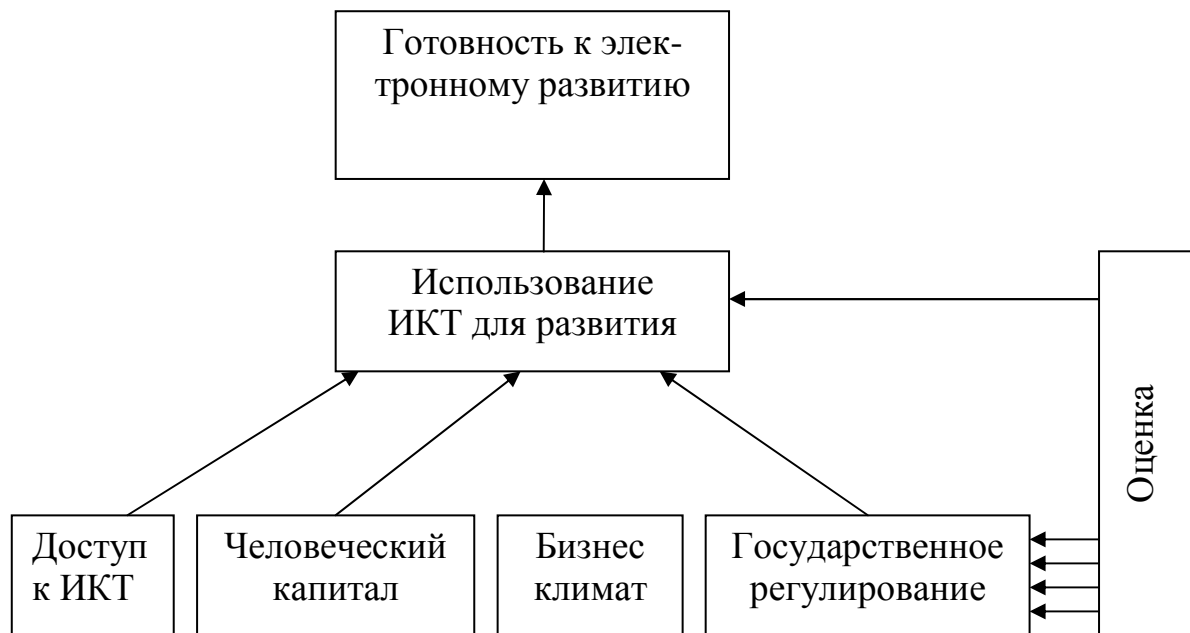 Готовность к элек-
тронному развитию
Использование
ИКТ для развития
Оценка
Доступ
к ИКТ
Человеческий
капитал
Бизнес
климат
Государственное
регулирование